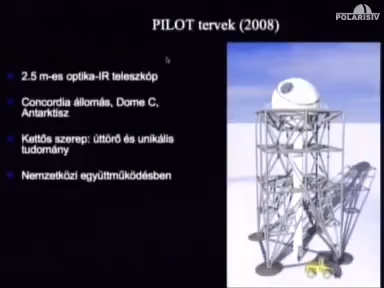 POLARISIV
PILOT tervek (2008)
2.5 m-es optika-IR teleszkóp
Concordia állomás, Dome C,
Antarktisz
Kettős szerep: úttörő és unikális
tudomány
Nemzetközi együttműködésben